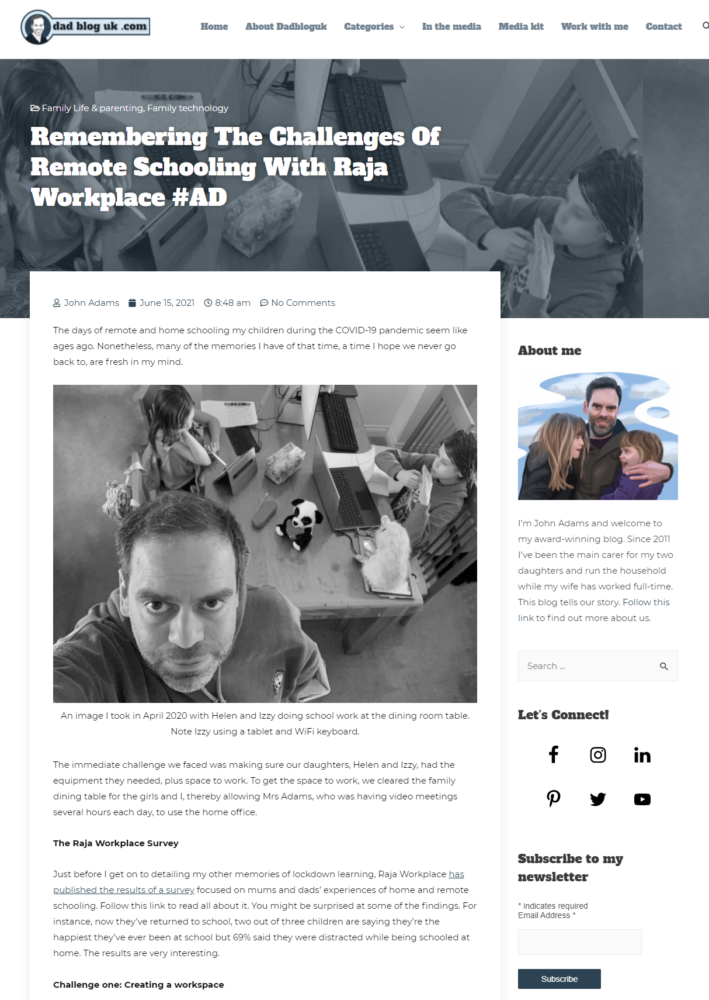 dad blog uk .com
Home
About Dadbloguk
Categories
In the media
Media kit
Work with me
Contact
Family Life & parenting, Family technology
Remembering The Challenges Of
Remote Schooling With Raja
Workplace #AD
John Adams
June 15, 2021
8:48 am
No Comments
The days of remote and home schooling my children during the COVID-19 pandemic seem like
ages ago. Nonetheless, many of the memories I have of that time, a time I hope we never go
back to, are fresh in my mind.
An image I took in April 2020 with Helen and Izzy doing school work at the dining room table.
Note Izzy using a tablet and WiFi keyboard.
The immediate challenge we faced was making sure our daughters, Helen and Izzy, had the
equipment they needed, plus space to work. To get the space to work, we cleared the family
dining table for the girls and I, thereby allowing Mrs Adams, who was having video meetings
several hours each day, to use the home office.
The Raja Workplace Survey
Just before I get on to detailing my other memories of lockdown learning, Raja Workplace has
published the results of a survey focused on mums and dads’ experiences of home and remote
schooling. Follow this link to read all about it. You might be surprised at some of the findings. For
instance, now they’ve returned to school, two out of three children are saying they’re the
happiest they’ve ever been at school but 69% said they were distracted while being schooled at
home. The results are very interesting.
Challenge one: Creating a workspace
About me
I’m John Adams and welcome to
my award-winning blog. Since 2011
I’ve been the main carer for my two
daughters and run the household
while my wife has worked full-time.
This blog tells our story. Follow this
link to find out more about us.
Search ...
Let’s Connect!
Subscribe to my
newsletter
* indicates required
Email Address *
Subscribe